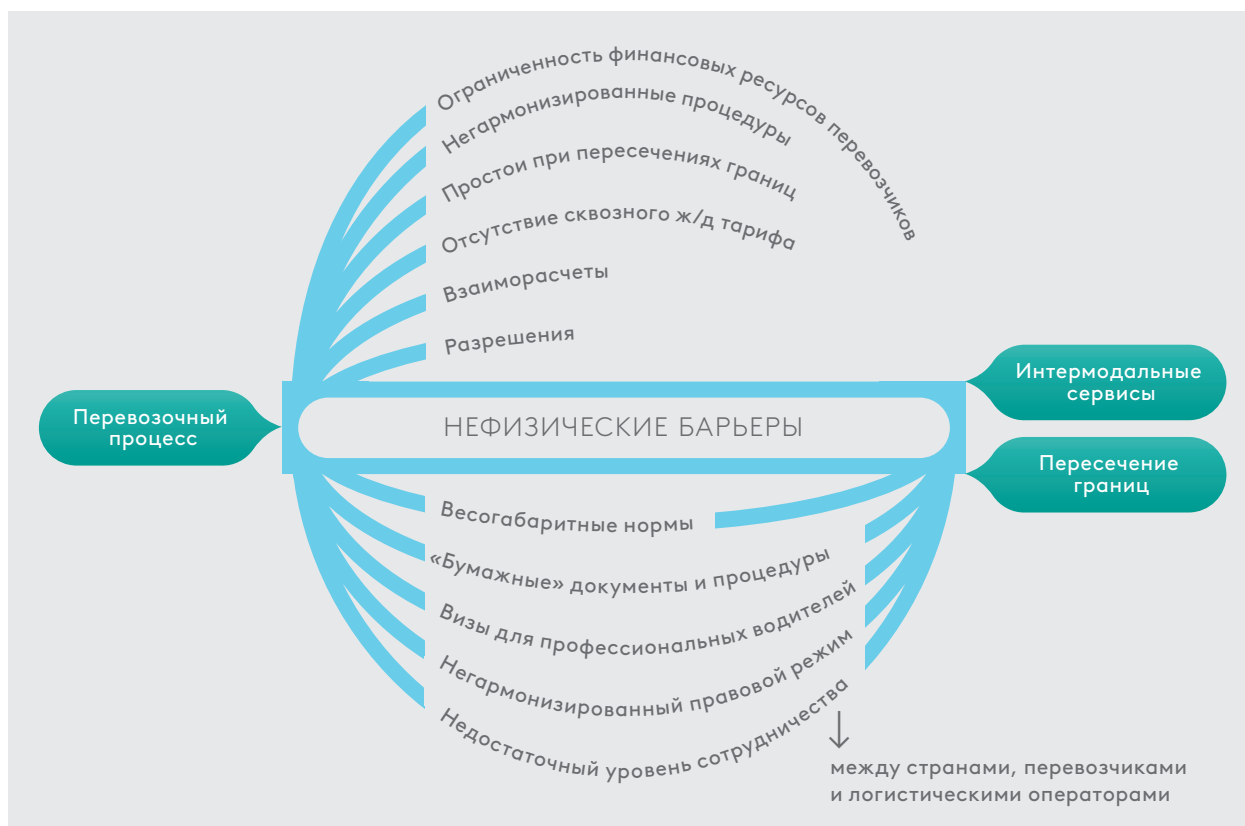 Ограниченность финансовых ресурсов перевозчиков
Негармонизированные процедуры
Простои при пересечениях границ
Отсутствие сквозного ж/д тарифа
Взаиморасчеты
Разрешения
Перевозочный
процесс
НЕФИЗИЧЕСКИЕ БАРЬЕРЫ
Интермодальные
сервисы
Пересечение
границ
Весогабаритные нормы
«Бумажные» документы и процедуры
Визы для профессиональных водителей
Негармонизированный правовой режим
Недостаточный уровень сотрудничества
между странами, перевозчиками
и логистическими операторами